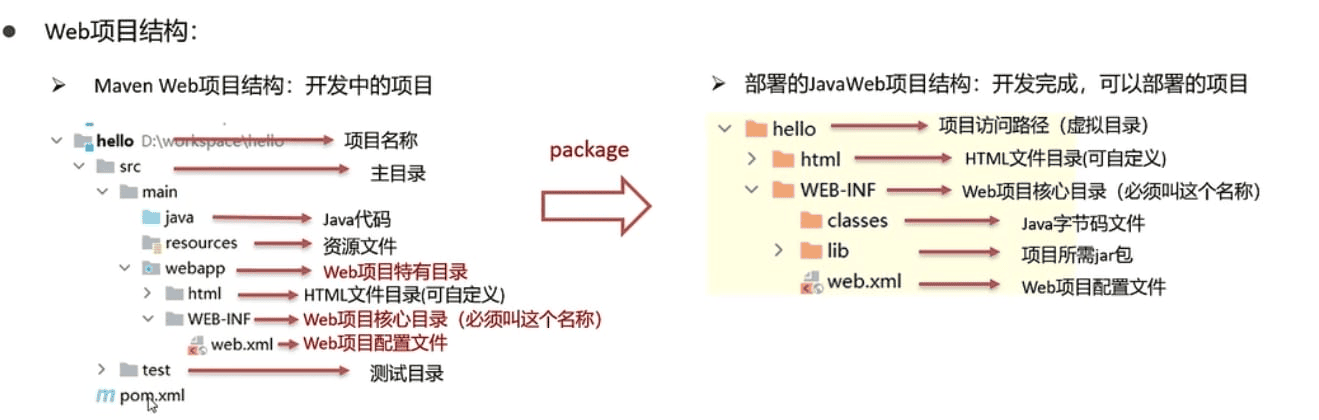 Web项目结构：
Maven Web项目结构：开发中的项目
hello D:\workspace\hello 项目名称
src 主目录
main
java Java代码
resources 资源文件
webapp Web项目特有目录
html HTML文件目录(可自定义)
WEB-INF Web项目核心目录（必须叫这个名称）
web.xml Web项目配置文件
test 测试目录
pom.xml
package
部署的JavaWeb项目结构：开发完成，可以部署的项目
hello 项目访问路径（虚拟目录）
html HTML文件目录(可自定义)
WEB-INF Web项目核心目录（必须叫这个名称）
classes Java字节码文件
lib 项目所需jar包
web.xml Web项目配置文件